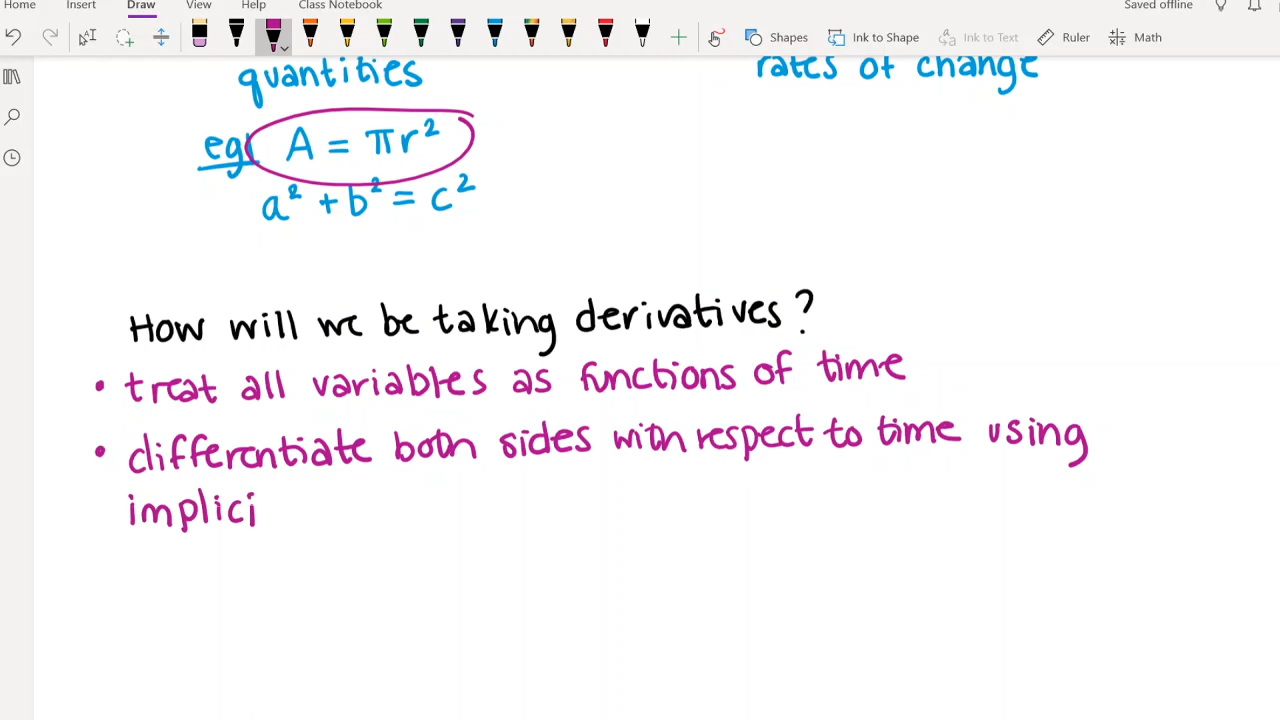 Home Insert Draw View Help Class Notebook Saved offline
Shapes Ink to Shape Ink to Text Ruler Math
quantities
rates of change
eg A = πr²
a² + b² = c²
How will we be taking derivatives?
• treat all variables as functions of time
• differentiate both sides with respect to time using
implici